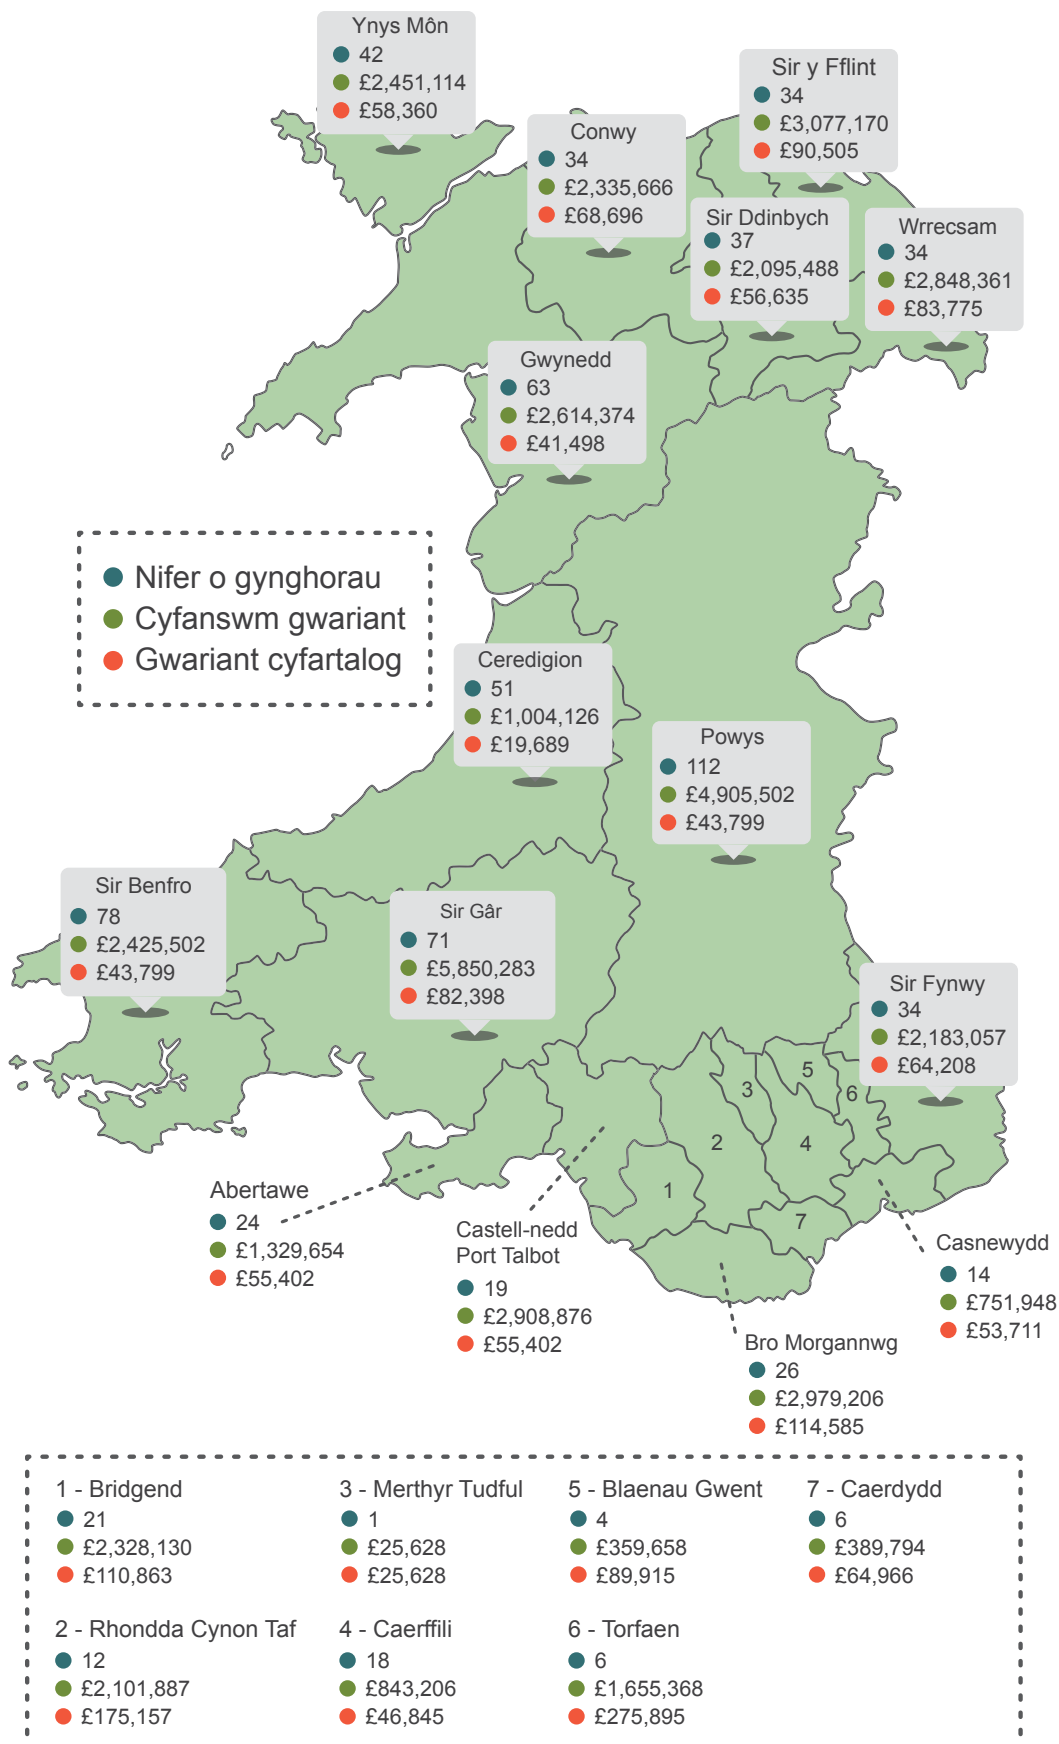 Ynys Môn
42
£2,451,114
£58,360
Sir y Fflint
34
£3,077,170
£90,505
Conwy
34
£2,335,666
£68,696
Sir Ddinbych
37
£2,095,488
£56,635
Wrrecsam
34
£2,848,361
£83,775
Gwynedd
63
£2,614,374
£41,498
Nifer o gynghorau
Cyfanswm gwariant
Gwariant cyfartalog
Ceredigion
51
£1,004,126
£19,689
Powys
112
£4,905,502
£43,799
Sir Benfro
78
£2,425,502
£43,799
Sir Gâr
71
£5,850,283
£82,398
Sir Fynwy
34
£2,183,057
£64,208
5
3
6
2
4
1
7
Abertawe
24
£1,329,654
£55,402
Castell-nedd
Port Talbot
19
£2,908,876
£55,402
Casnewydd
14
£751,948
£53,711
Bro Morgannwg
26
£2,979,206
£114,585
1 - Bridgend
21
£2,328,130
£110,863
3 - Merthyr Tudful
1
£25,628
£25,628
5 - Blaenau Gwent
4
£359,658
£89,915
7 - Caerdydd
6
£389,794
£64,966
2 - Rhondda Cynon Taf
12
£2,101,887
£175,157
4 - Caerffili
18
£843,206
£46,845
6 - Torfaen
6
£1,655,368
£275,895